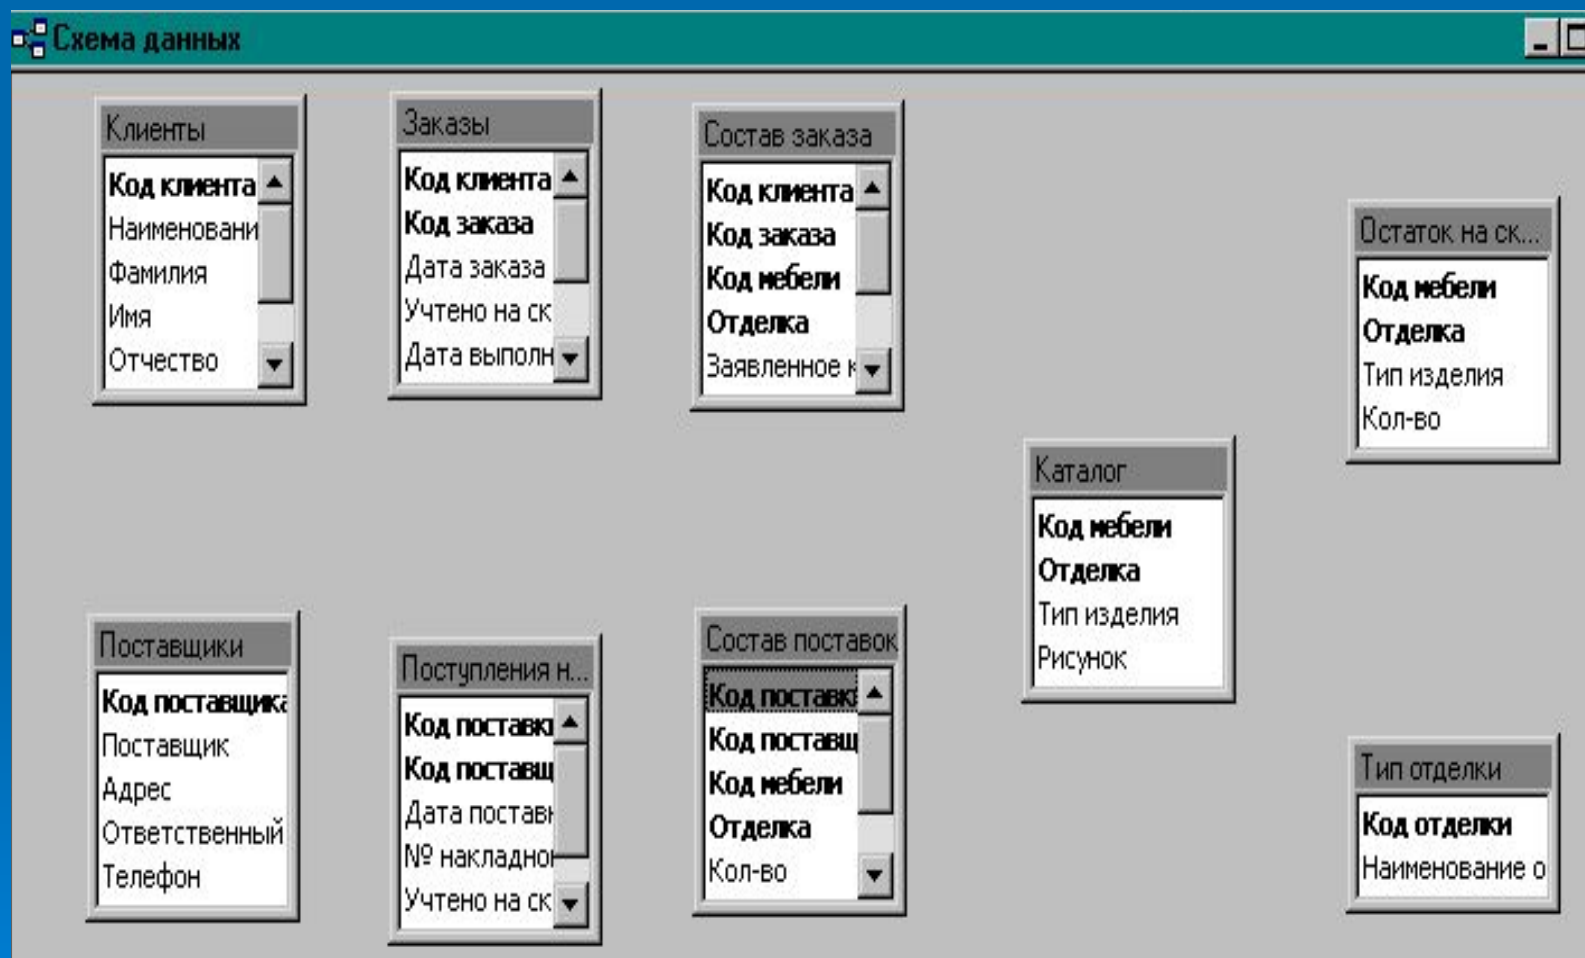 Схема данных
Клиенты
Код клиента
Наименовани
Фамилия
Имя
Отчество
Заказы
Код клиента
Код заказа
Дата заказа
Учтено на ск
Дата выполн
Состав заказа
Код клиента
Код заказа
Код мебели
Отделка
Заявленное к
Остаток на ск...
Код мебели
Отделка
Тип изделия
Кол-во
Каталог
Код мебели
Отделка
Тип изделия
Рисунок
Поставщики
Код поставщика
Поставщик
Адрес
Ответственный
Телефон
Поступления н...
Код поставки
Код поставщ
Дата поставк
№ накладной
Учтено на ск
Состав поставок
Код поставки
Код поставщ
Код мебели
Отделка
Кол-во
Тип отделки
Код отделки
Наименование о